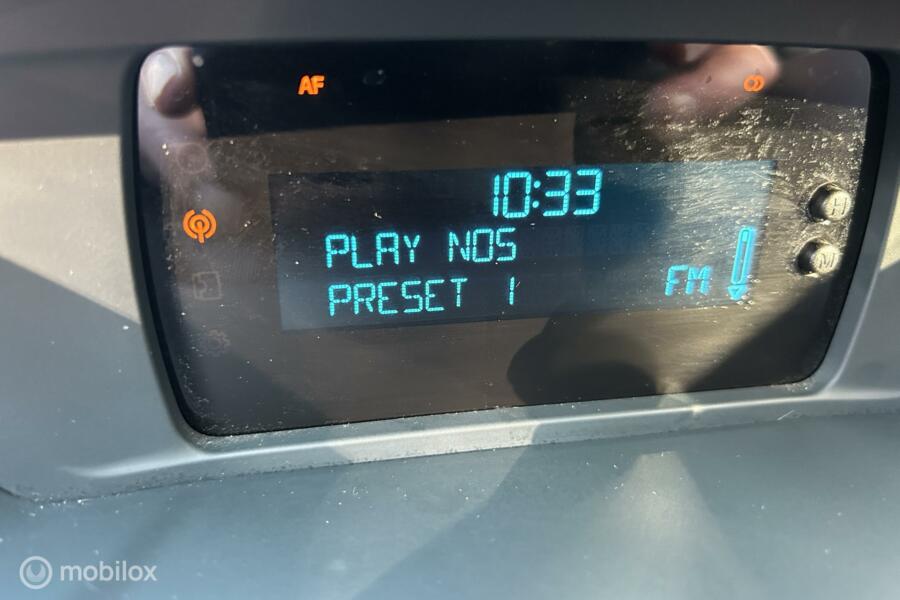 AF
10:33
PLAY NOS
PRESET 1
FM
H
M
mobilox